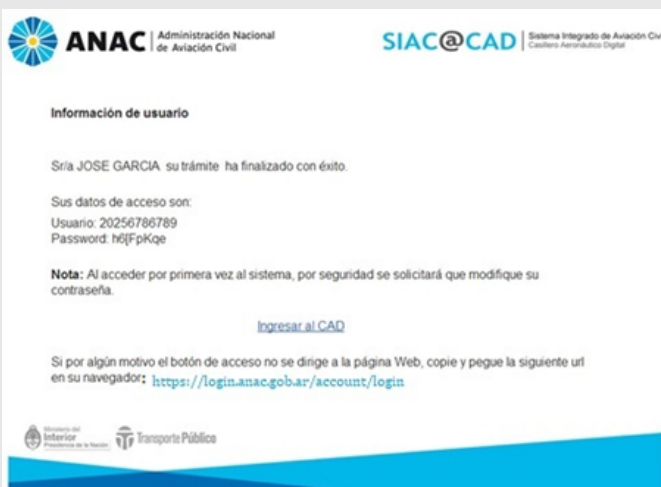 ANAC
Administración Nacional
de Aviación Civil
SIAC@CAD
Sistema Integrado de Aviación Civi
Casillero Aeronáutico Digital
Información de usuario
Sr/a JOSE GARCIA su trámite ha finalizado con éxito.
Sus datos de acceso son:
Usuario: 20256786789
Password: h6[FpKqe
Nota: Al acceder por primera vez al sistema, por seguridad se solicitará que modifique su
contraseña.
Ingresar al CAD
Si por algún motivo el botón de acceso no se dirige a la página Web, copie y pegue la siguiente url
en su navegador: https://login.anac.gob.ar/account/login
Ministerio del
Interior
Presidencia de la Nación
Transporte Público